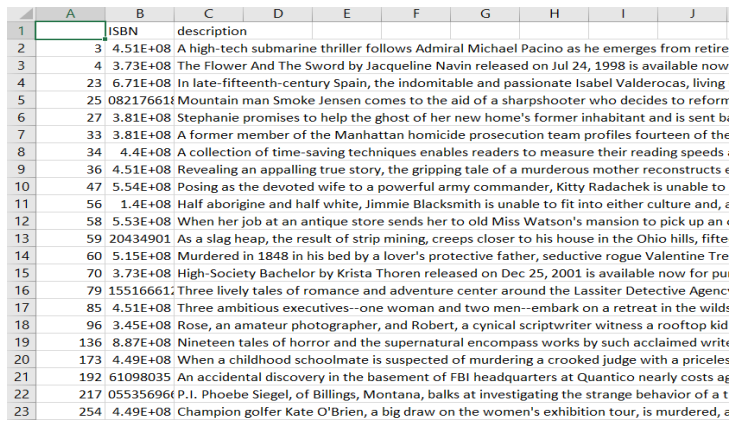 A B C D E F G H I J
1 ISBN description
2 3 4.51E+08 A high-tech submarine thriller follows Admiral Michael Pacino as he emerges from retire
3 4 3.73E+08 The Flower And The Sword by Jacqueline Navin released on Jul 24, 1998 is available now
4 23 6.71E+08 In late-fifteenth-century Spain, the indomitable and passionate Isabel Valderocas, living
5 25 082176618 Mountain man Smoke Jensen comes to the aid of a sharpshooter who decides to reform
6 27 3.81E+08 Stephanie promises to help the ghost of her new home's former inhabitant and is sent ba
7 33 3.81E+08 A former member of the Manhattan homicide prosecution team profiles fourteen of the
8 34 4.4E+08 A collection of time-saving techniques enables readers to measure their reading speeds
9 36 4.51E+08 Revealing an appalling true story, the gripping tale of a murderous mother reconstructs e
10 47 5.54E+08 Posing as the devoted wife to a powerful army commander, Kitty Radachek is unable to
11 56 1.4E+08 Half aborigine and half white, Jimmie Blacksmith is unable to fit into either culture and, a
12 58 5.53E+08 When her job at an antique store sends her to old Miss Watson's mansion to pick up an
13 59 20434901 As a slag heap, the result of strip mining, creeps closer to his house in the Ohio hills, fifte
14 60 5.15E+08 Murdered in 1848 in his bed by a lover's protective father, seductive rogue Valentine Tre
15 70 3.73E+08 High-Society Bachelor by Krista Thoren released on Dec 25, 2001 is available now for pu
16 79 155166612 Three lively tales of romance and adventure center around the Lassiter Detective Agenc
17 85 4.51E+08 Three ambitious executives--one woman and two men--embark on a retreat in the wilds
18 96 3.45E+08 Rose, an amateur photographer, and Robert, a cynical scriptwriter witness a rooftop kid
19 136 8.87E+08 Nineteen tales of horror and the supernatural encompass works by such acclaimed write
20 173 4.49E+08 When a childhood schoolmate is suspected of murdering a crooked judge with a priceles
21 192 61098035 An accidental discovery in the basement of FBI headquarters at Quantico nearly costs ag
22 217 055356966 P.I. Phoebe Siegel, of Billings, Montana, balks at investigating the strange behavior of a t
23 254 4.49E+08 Champion golfer Kate O'Brien, a big draw on the women's exhibition tour, is murdered, a